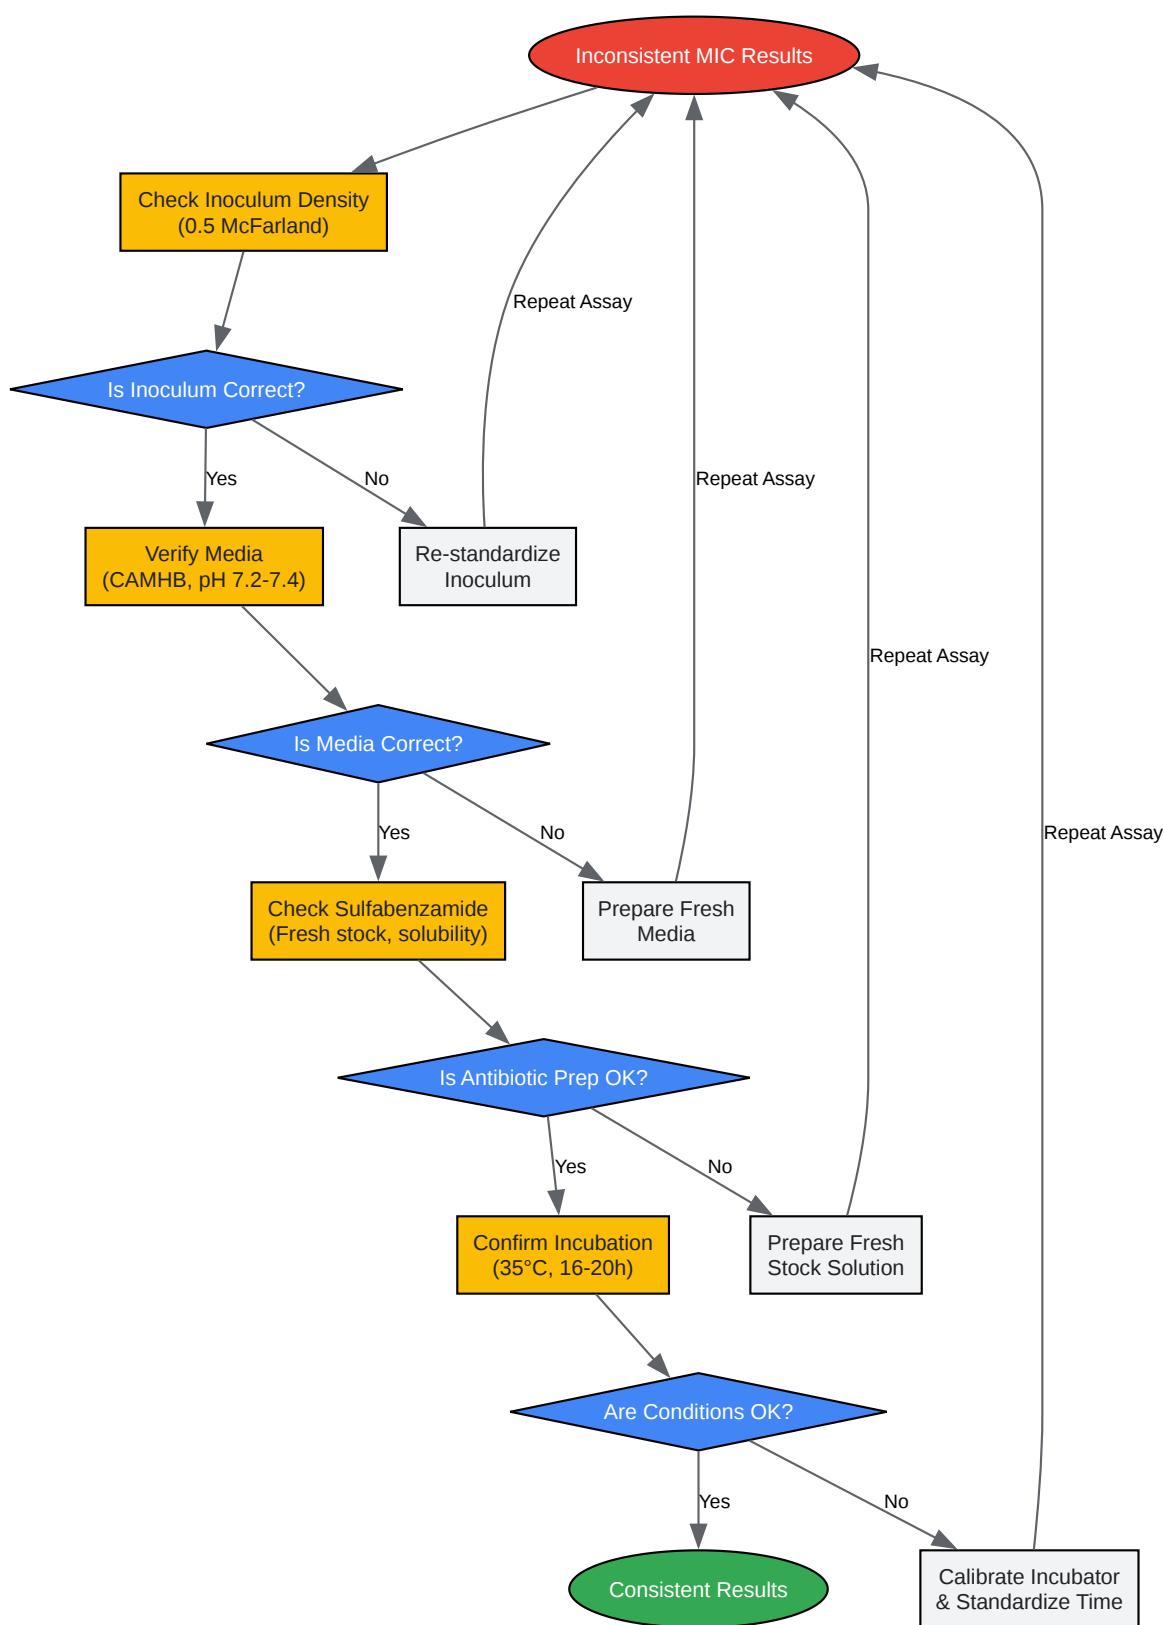 Inconsistent MIC Results
Check Inoculum Density
(0.5 McFarland)
Repeat Assay
Is Inoculum Correct?
Yes
No
Repeat Assay
Verify Media
(CAMHB, pH 7.2-7.4)
Re-standardize
Inoculum
Repeat Assay
Is Media Correct?
Yes
No
Repeat Assay
Check Sulfabenzamide
(Fresh stock, solubility)
Prepare Fresh
Media
Is Antibiotic Prep OK?
Yes
No
Confirm Incubation
(35°C, 16-20h)
Prepare Fresh
Stock Solution
Are Conditions OK?
Yes
No
Consistent Results
Calibrate Incubator
& Standardize Time